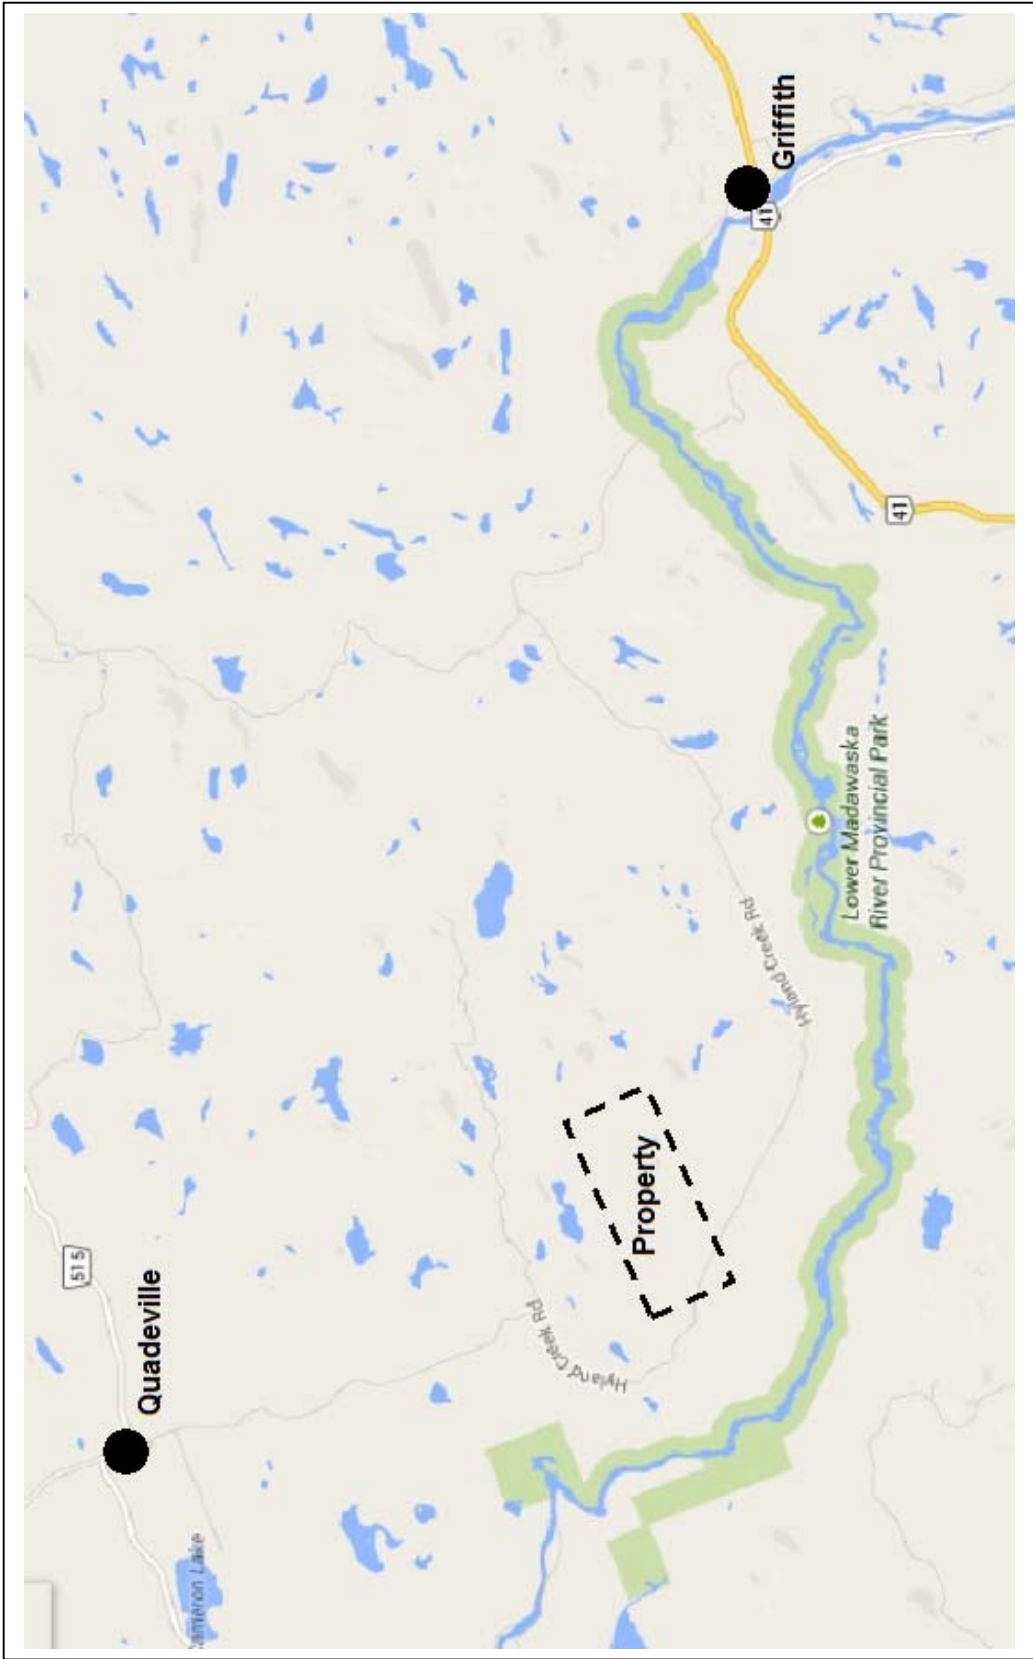 Cameron Lake
Quadeville
515
Hyland Creek Rd
Property
Hyland Creek Rd
Lower Madawaska
River Provincial Park
41
41
Griffith